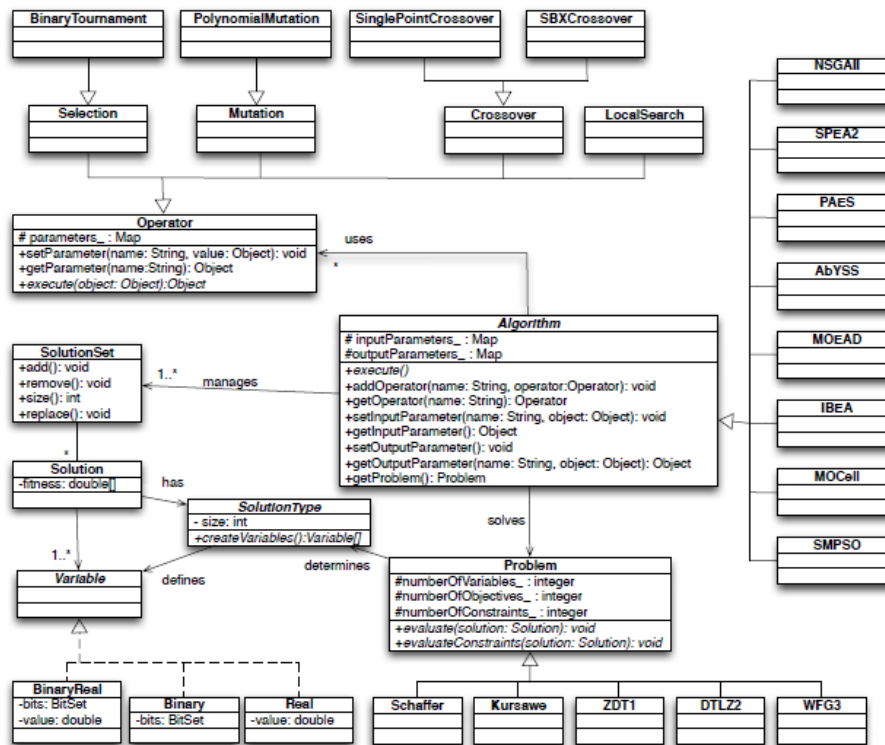 BinaryTournament
PolynomialMutation
SinglePointCrossover
SBXCrossover
NSGAII
Selection
Mutation
Crossover
LocalSearch
SPEA2
PAES
AbYSS
MOEAD
IBEA
MOCell
SMPSO
Operator
# parameters_ : Map
+setParameter(name: String, value: Object): void
+getParameter(name:String): Object
+execute(object: Object):Object
uses
*
Algorithm
# inputParameters_ : Map
#outputParameters_ : Map
+execute()
+addOperator(name: String, operator:Operator): void
+getOperator(name: String): Operator
+setInputParameter(name: String, object: Object): void
+getInputParameter(): Object
+setOutputParameter(): void
+getOutputParameter(name: String, object: Object): Object
+getProblem(): Problem
SolutionSet
+add(): void
+remove(): void
+size(): int
+replace(): void
1..*
manages
*
Solution
-fitness: double[]
has
SolutionType
- size: int
+createVariables():Variable[]
solves
1..*
defines
determines
Variable
Problem
#numberOfVariables_ : integer
#numberOfObjectives_ : integer
#numberOfConstraints_ : integer
+evaluate(solution: Solution): void
+evaluateConstraints(solution: Solution): void
BinaryReal
-bits: BitSet
-value: double
Binary
-bits: BitSet
Real
-value: double
Schaffer
Kursawe
ZDT1
DTLZ2
WFG3